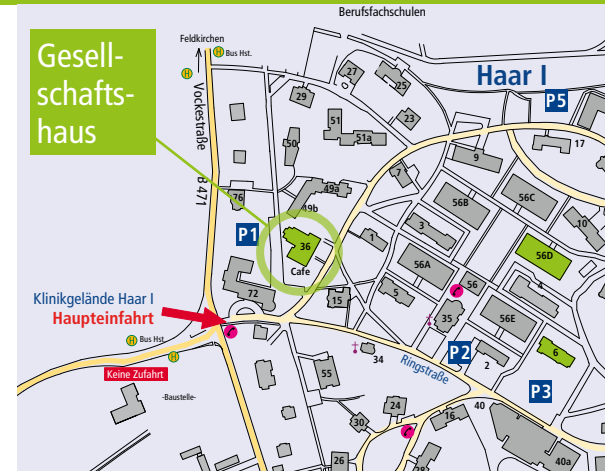 Berufsfachschulen
Feldkirchen
H Bus Hst.
H
Gesell-
schafts-
haus
Haar I
P5
Vockestraße
B 471
27
25
29
51
51a
23
17
50
9
7
49a
49b
76
56B
56C
10
P1
36
Cafe
1
3
56A
56D
4
Klinikgelände Haar I
Haupteinfahrt
72
15
5
56
35
56E
H Bus Hst.
H
Keine Zufahrt
-Baustelle-
34
Ringstraße
P2
2
6
P3
55
24
30
16
40
26
28
40a